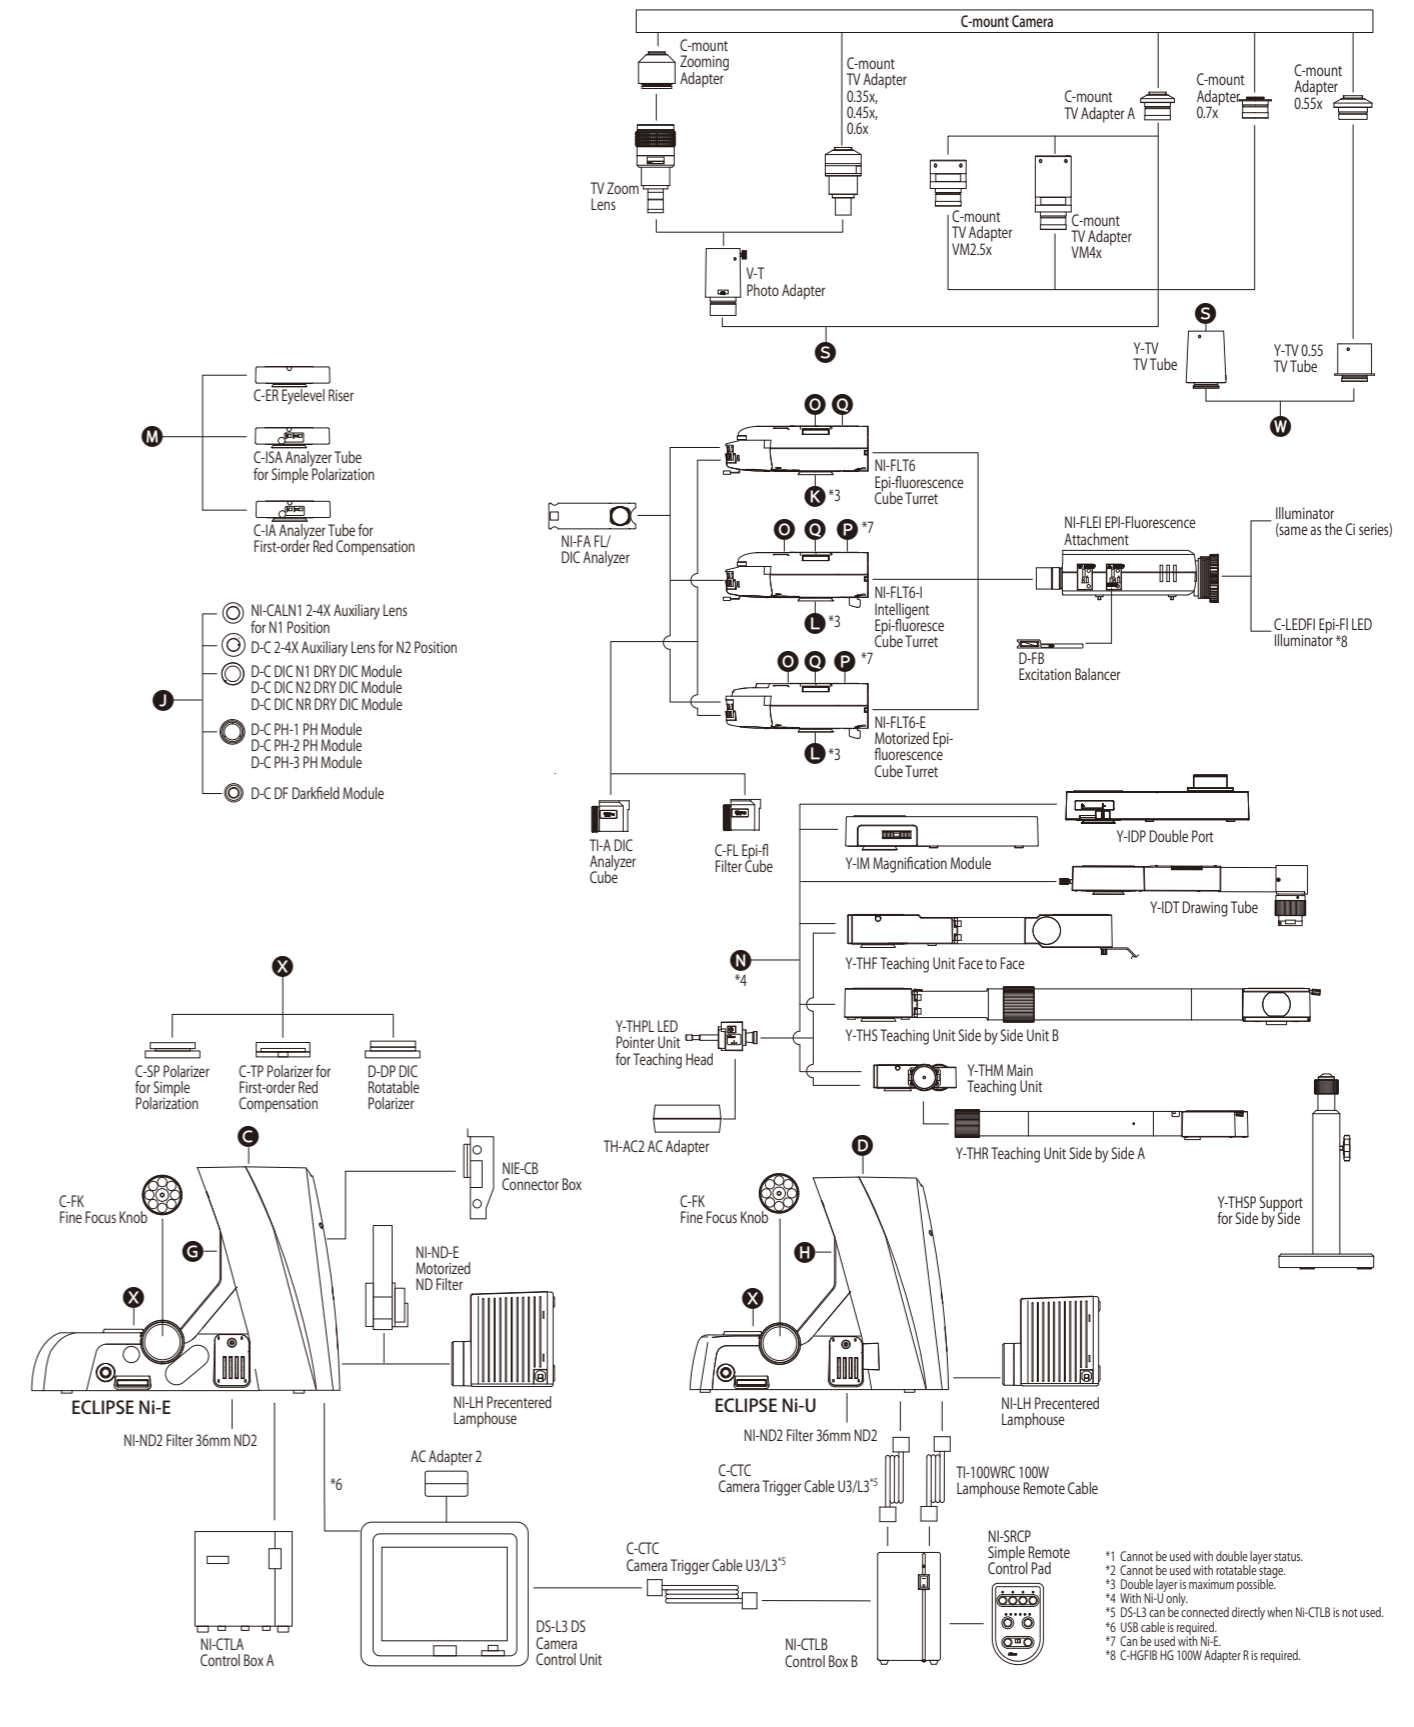 C-mount Camera
C-mount
Zooming
Adapter
C-mount
TV Adapter
0.35x,
0.45x,
0.6x
C-mount
TV Adapter A
C-mount
Adapter
0.7x
C-mount
Adapter
0.55x
TV Zoom
Lens
C-mount
TV Adapter
VM2.5x
C-mount
TV Adapter
VM4x
V-T
Photo Adapter
S
S
Y-TV
TV Tube
Y-TV 0.55
TV Tube
W
M
C-ER Eyelevel Riser
C-ISA Analyzer Tube
for Simple Polarization
C-IA Analyzer Tube for
First-order Red Compensation
O Q
NI-FLT6
Epi-fluorescence
Cube Turret
K *3
NI-FA FL/
DIC Analyzer
O Q P *7
NI-FLT6-I
Intelligent
Epi-fluoresce
Cube Turret
L *3
NI-FLEI EPI-Fluorescence
Attachment
Illuminator
(same as the Ci series)
C-LEDFI Epi-Fl LED
Illuminator *8
D-FB
Excitation Balancer
J
NI-CALN1 2-4X Auxiliary Lens
for N1 Position
D-C 2-4X Auxiliary Lens for N2 Position
D-C DIC N1 DRY DIC Module
D-C DIC N2 DRY DIC Module
D-C DIC NR DRY DIC Module
D-C PH-1 PH Module
D-C PH-2 PH Module
D-C PH-3 PH Module
D-C DF Darkfield Module
O Q P *7
NI-FLT6-E
Motorized Epi-
fluorescence
Cube Turret
L *3
TI-A DIC
Analyzer
Cube
C-FL Epi-fl
Filter Cube
Y-IDP Double Port
Y-IM Magnification Module
Y-IDT Drawing Tube
N
*4
Y-THF Teaching Unit Face to Face
Y-THS Teaching Unit Side by Side Unit B
Y-THPL LED
Pointer Unit
for Teaching Head
Y-THM Main
Teaching Unit
TH-AC2 AC Adapter
Y-THR Teaching Unit Side by Side A
Y-THSP Support
for Side by Side
X
C-SP Polarizer
for Simple
Polarization
C-TP Polarizer for
First-order Red
Compensation
D-DP DIC
Rotatable
Polarizer
C
C-FK
Fine Focus Knob
G
X
NIE-CB
Connector Box
NI-ND-E
Motorized
ND Filter
NI-LH Precentered
Lamphouse
ECLIPSE Ni-E
NI-ND2 Filter 36mm ND2
D
C-FK
Fine Focus Knob
H
X
NI-LH Precentered
Lamphouse
ECLIPSE Ni-U
NI-ND2 Filter 36mm ND2
AC Adapter 2
*6
C-CTC
Camera Trigger Cable U3/L3*5
TI-100WRC 100W
Lamphouse Remote Cable
NI-CTLA
Control Box A
DS-L3 DS
Camera
Control Unit
C-CTC
Camera Trigger Cable U3/L3*5
NI-CTLB
Control Box B
NI-SRCP
Simple Remote
Control Pad
*1 Cannot be used with double layer status.
*2 Cannot be used with rotatable stage.
*3 Double layer is maximum possible.
*4 With Ni-U only.
*5 DS-L3 can be connected directly when Ni-CTLB is not used.
*6 USB cable is required.
*7 Can be used with Ni-E.
*8 C-HGFIB HG 100W Adapter R is required.